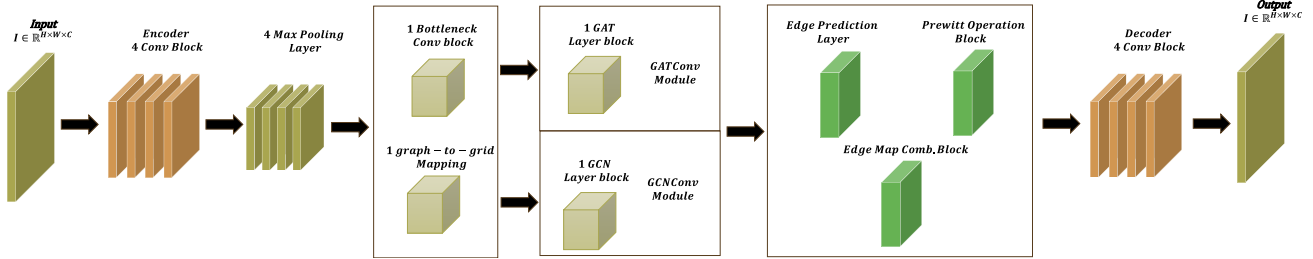 Input
I ∈ ℝ^{H×W×C}
Encoder
4 Conv Block
4 Max Pooling
Layer
1 Bottleneck
Conv block
1 graph − to − grid
Mapping
1 GAT
Layer block
GATConv
Module
1 GCN
Layer block
GCNConv
Module
Edge Prediction
Layer
Prewitt Operation
Block
Edge Map Comb. Block
Decoder
4 Conv Block
Output
I ∈ ℝ^{H×W×C}